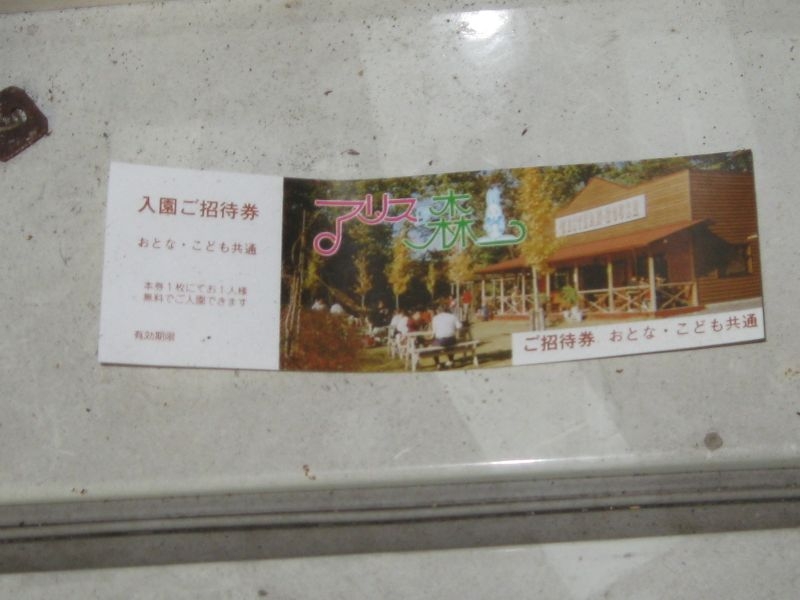 入園ご招待券
おとな・こども共通
本券1枚にてお1人様
無料でご入園できます
有効期限
アリスの森
ご招待券 おとな・こども共通